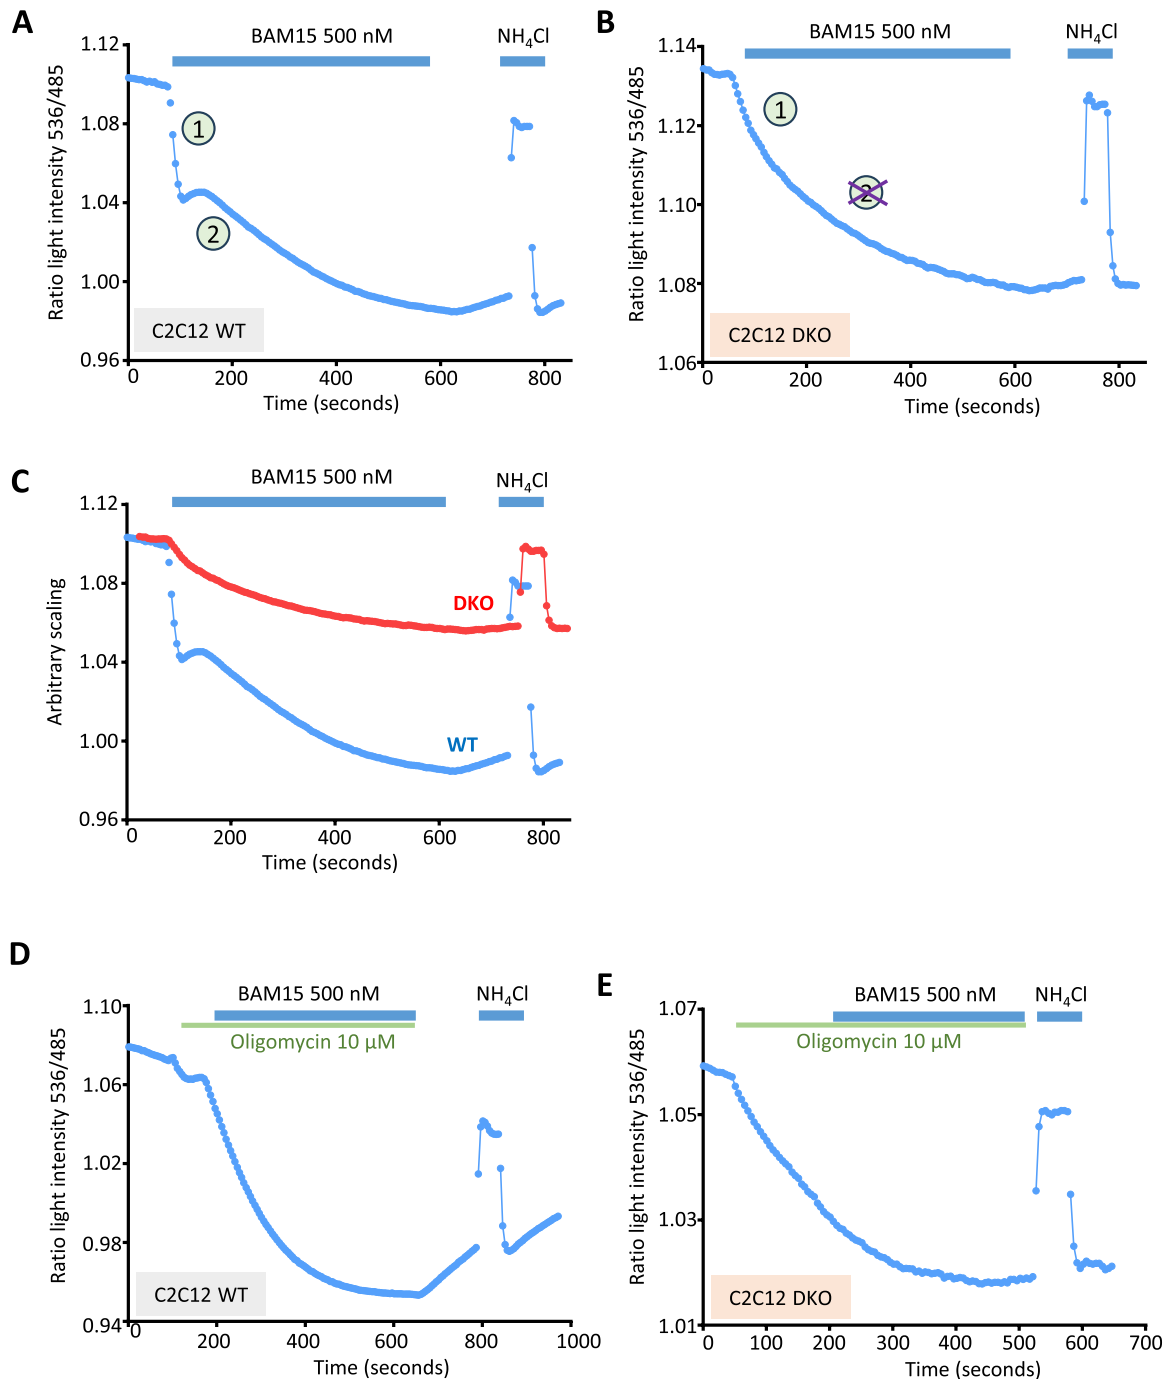 A
BAM15 500 nM
NH₄Cl
Ratio light intensity 536/485
1.12
1.08
1.04
1.00
0.96
1
2
C2C12 WT
0
200
400
600
800
Time (seconds)
B
BAM15 500 nM
NH₄Cl
Ratio light intensity 536/485
1.14
1.12
1.10
1.08
1.06
1
2
C2C12 DKO
0
200
400
600
800
Time (seconds)
C
BAM15 500 nM
NH₄Cl
Arbitrary scaling
1.12
1.08
1.04
1.00
0.96
DKO
WT
0
200
400
600
800
Time (seconds)
D
BAM15 500 nM
NH₄Cl
Oligomycin 10 µM
Ratio light intensity 536/485
1.10
1.06
1.02
0.98
0.94
C2C12 WT
0
200
400
600
800
1000
Time (seconds)
E
BAM15 500 nM
NH₄Cl
Oligomycin 10 µM
Ratio light intensity 536/485
1.07
1.05
1.03
1.01
C2C12 DKO
0
100
200
300
400
500
600
700
Time (seconds)